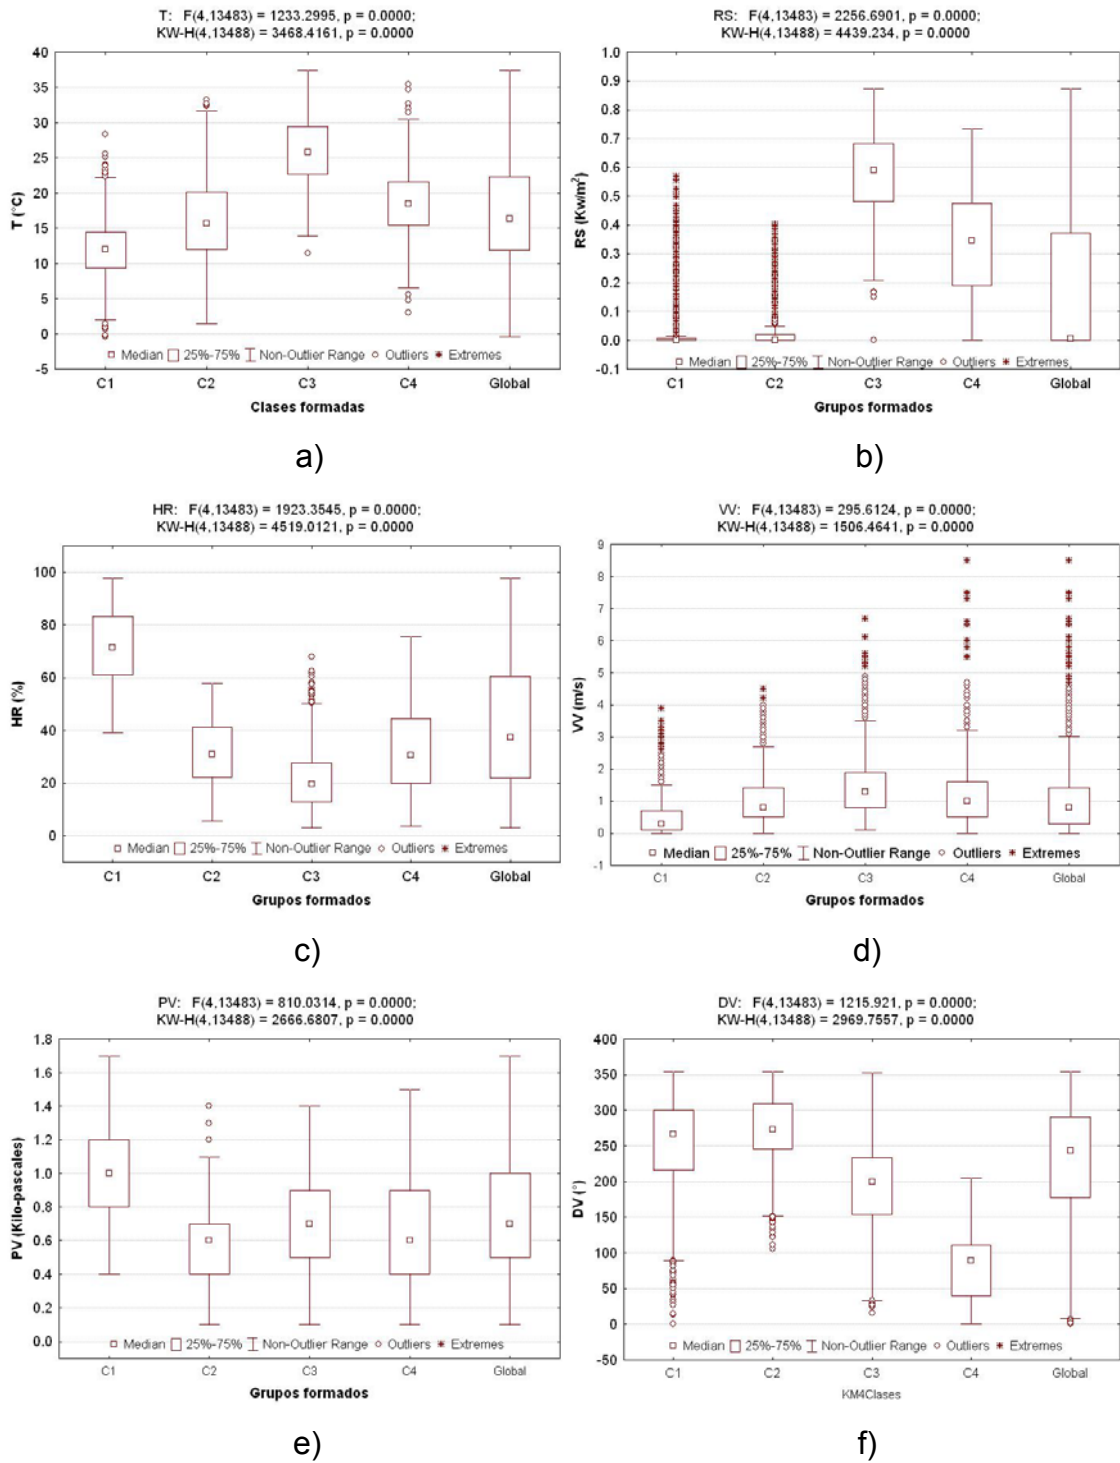 T: F(4,13483) = 1233.2995, p = 0.0000;
KW-H(4,13488) = 3468.4161, p = 0.0000
40
35
30
25
20
15
10
5
0
-5
T (°C)
Median 25%-75% Non-Outlier Range Outliers Extremes
C1 C2 C3 C4 Global
Clases formadas
a)
RS: F(4,13483) = 2256.6901, p = 0.0000;
KW-H(4,13488) = 4439.234, p = 0.0000
1.0
0.9
0.8
0.7
0.6
0.5
0.4
0.3
0.2
0.1
0.0
-0.1
RS (Kw/m²)
Median 25%-75% Non-Outlier Range Outliers Extremes
C1 C2 C3 C4 Global
Grupos formados
b)
HR: F(4,13483) = 1923.3545, p = 0.0000;
KW-H(4,13488) = 4519.0121, p = 0.0000
100
80
60
40
20
0
HR (%)
Median 25%-75% Non-Outlier Range Outliers Extremes
C1 C2 C3 C4 Global
Grupos formados
c)
VV: F(4,13483) = 295.6124, p = 0.0000;
KW-H(4,13488) = 1506.4641, p = 0.0000
9
8
7
6
5
4
3
2
1
0
-1
VV (m/s)
Median 25%-75% Non-Outlier Range Outliers Extremes
C1 C2 C3 C4 Global
Grupos formados
d)
PV: F(4,13483) = 810.0314, p = 0.0000;
KW-H(4,13488) = 2666.6807, p = 0.0000
1.8
1.6
1.4
1.2
1.0
0.8
0.6
0.4
0.2
0.0
PV (Kilo-pascales)
Median 25%-75% Non-Outlier Range Outliers Extremes
C1 C2 C3 C4 Global
Grupos formados
e)
DV: F(4,13483) = 1215.921, p = 0.0000;
KW-H(4,13488) = 2969.7557, p = 0.0000
400
350
300
250
200
150
100
50
0
-50
DV (°)
Median 25%-75% Non-Outlier Range Outliers Extremes
C1 C2 C3 C4 Global
KM4Clases
f)